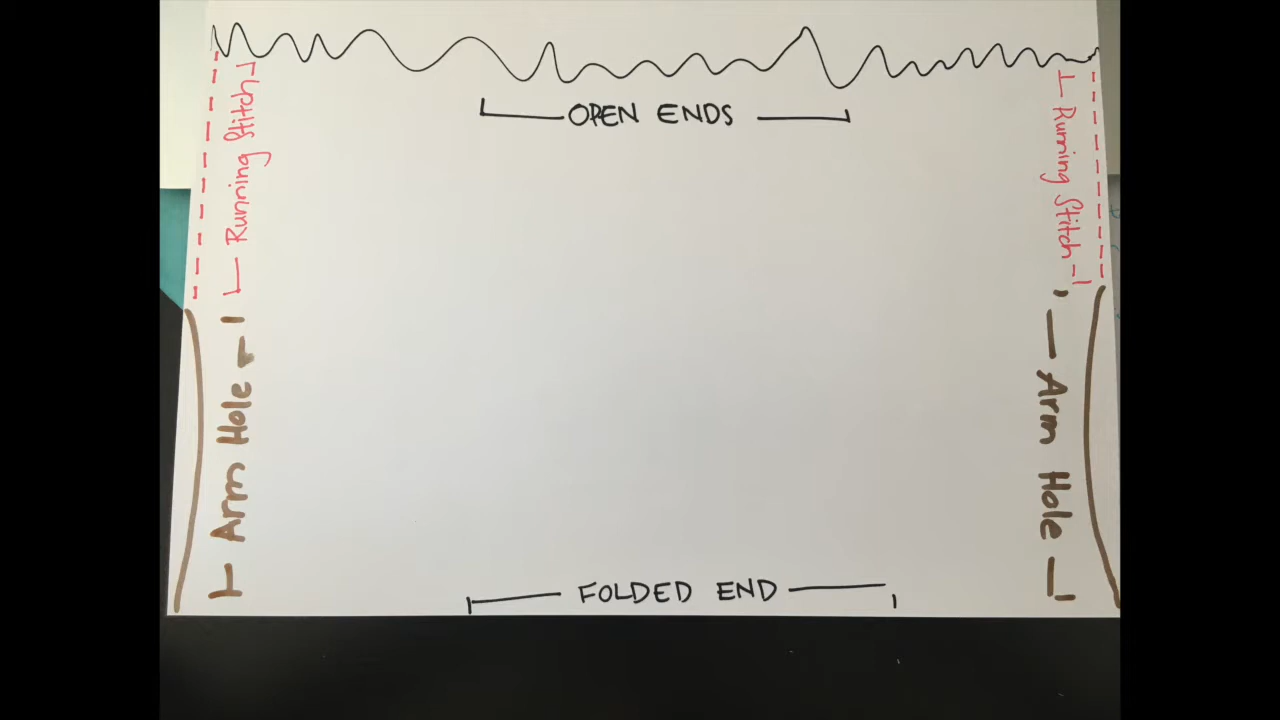 OPEN ENDS
Running Stitch
Running Stitch
Arm Hole
Arm Hole
FOLDED END